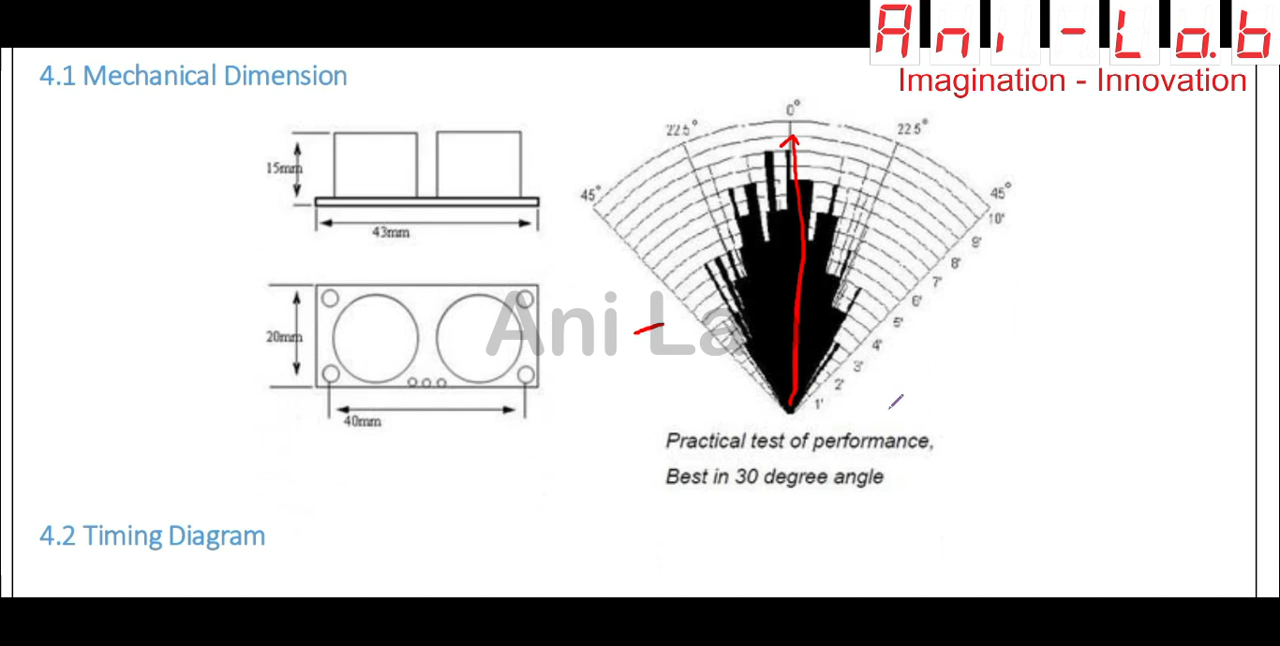 Ani-Lab
Imagination - Innovation
4.1 Mechanical Dimension
15mm
43mm
20mm
40mm
0°
22.5°
22.5°
45°
45°
10'
9'
8'
7'
6'
5'
4'
3'
2'
1'
Ani La
Practical test of performance,
Best in 30 degree angle
4.2 Timing Diagram